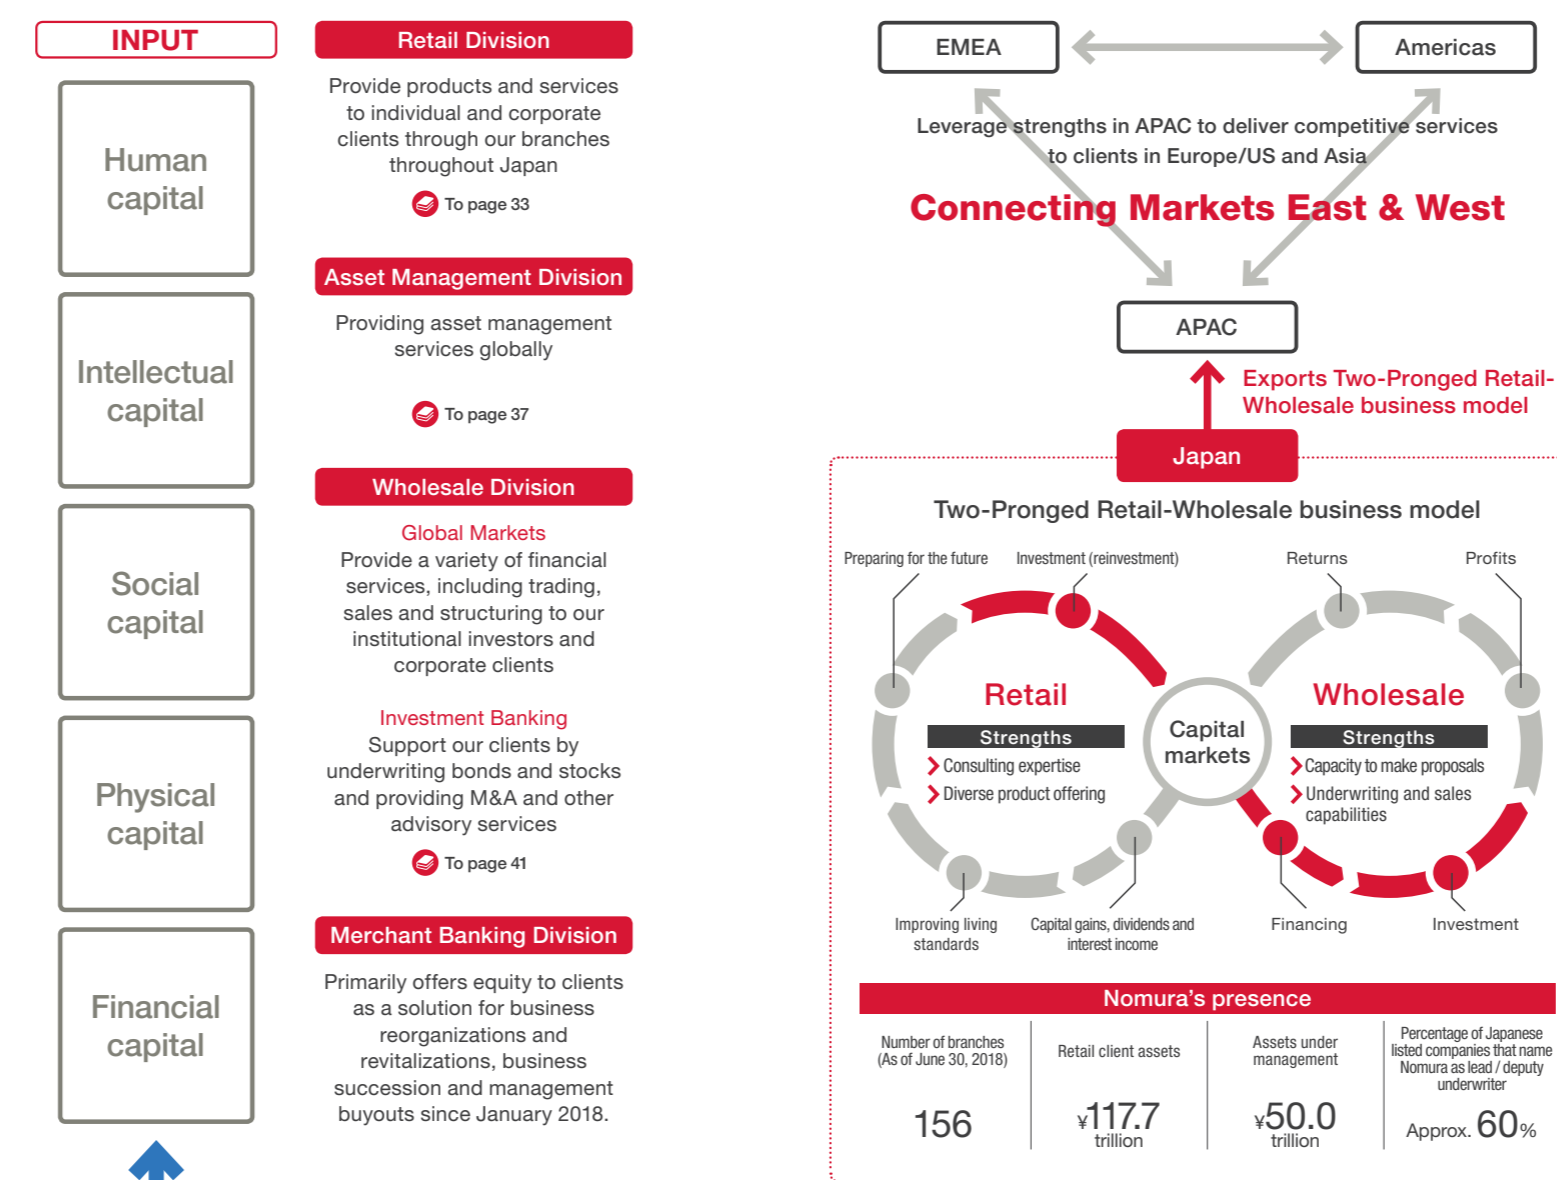 INPUT
Human
capital
Intellectual
capital
Social
capital
Physical
capital
Financial
capital
Retail Division
Provide products and services
to individual and corporate
clients through our branches
throughout Japan
To page 33
Asset Management Division
Providing asset management
services globally
To page 37
Wholesale Division
Global Markets
Provide a variety of financial
services, including trading,
sales and structuring to our
institutional investors and
corporate clients
Investment Banking
Support our clients by
underwriting bonds and stocks
and providing M&A and other
advisory services
To page 41
Merchant Banking Division
Primarily offers equity to clients
as a solution for business
reorganizations and
revitalizations, business
succession and management
buyouts since January 2018.
EMEA
Americas
Leverage strengths in APAC to deliver competitive services
to clients in Europe/US and Asia
Connecting Markets East & West
APAC
Exports Two-Pronged Retail-
Wholesale business model
Japan
Two-Pronged Retail-Wholesale business model
Preparing for the future
Investment (reinvestment)
Returns
Profits
Retail
Strengths
Consulting expertise
Diverse product offering
Capital
markets
Wholesale
Strengths
Capacity to make proposals
Underwriting and sales
capabilities
Improving living
standards
Capital gains, dividends and
interest income
Financing
Investment
Nomura's presence
Number of branches
(As of June 30, 2018)
156
Retail client assets
¥117.7
trillion
Assets under
management
¥50.0
trillion
Percentage of Japanese
listed companies that name
Nomura as lead / deputy
underwriter
Approx. 60%